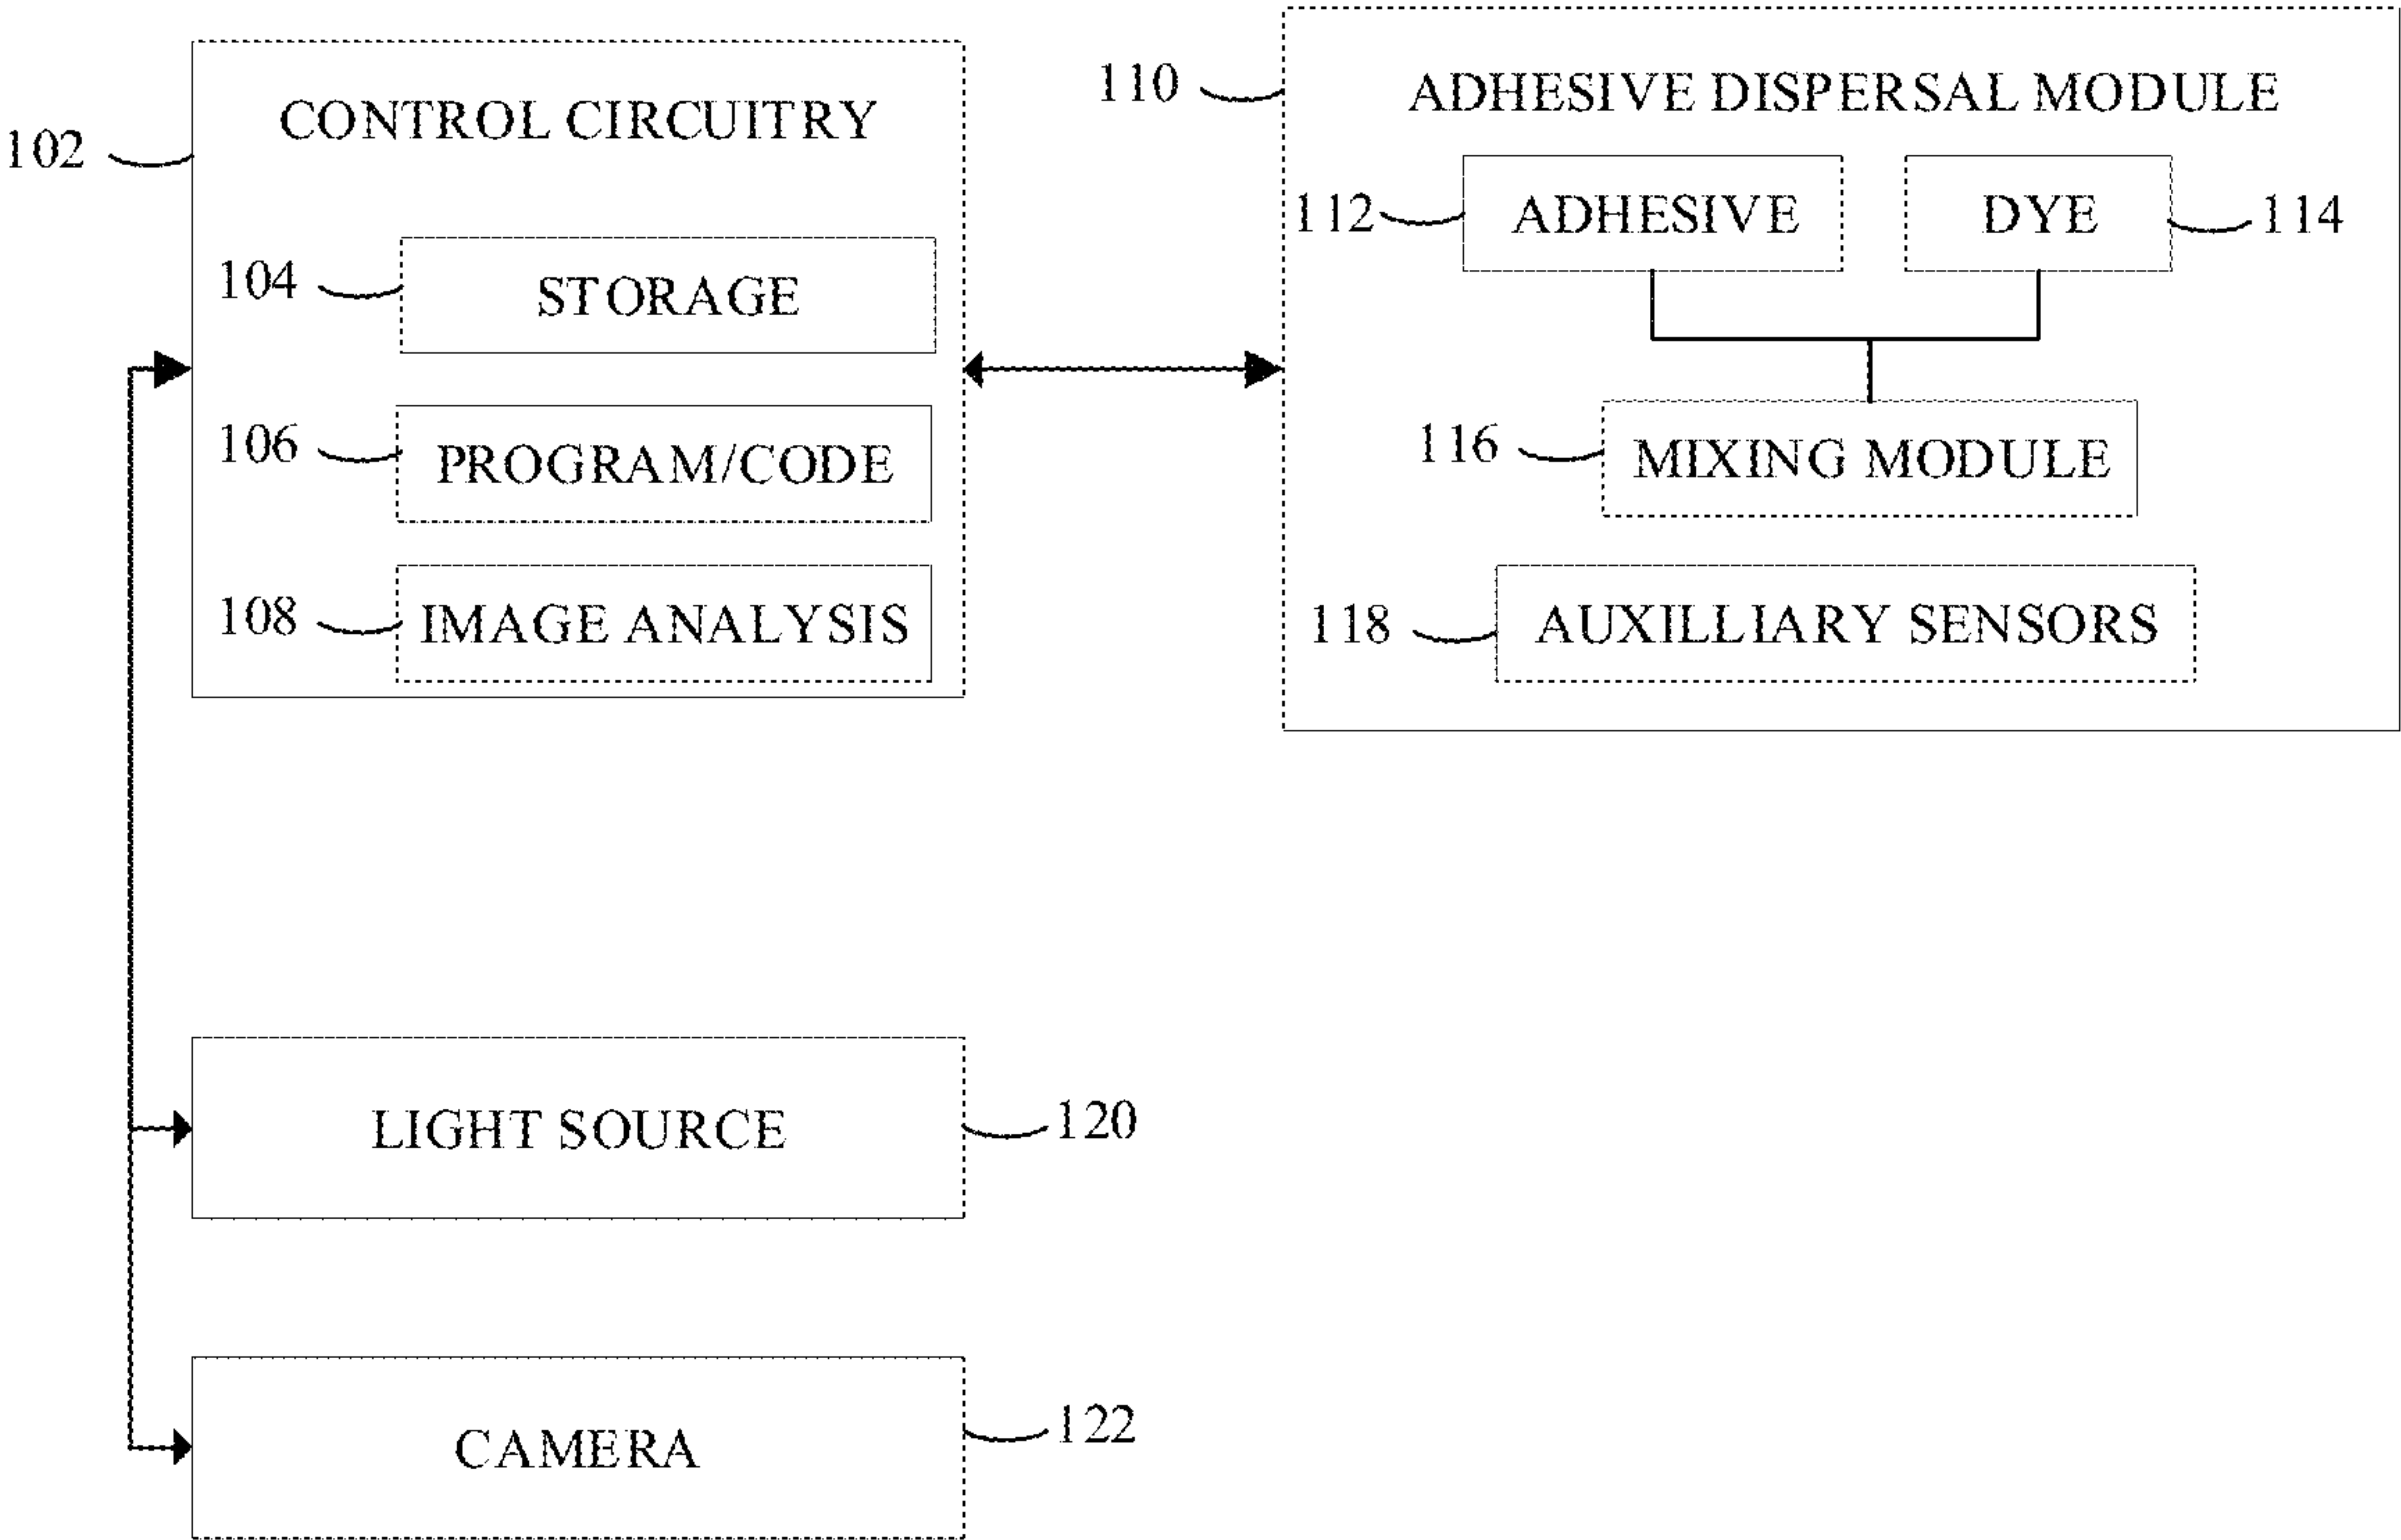 CONTROL CIRCUITRY
102
104
STORAGE
106
PROGRAM/CODE
108
IMAGE ANALYSIS
110
ADHESIVE DISPERSAL MODULE
112
ADHESIVE
DYE
114
116
MIXING MODULE
118
AUXILLIARY SENSORS
LIGHT SOURCE
120
CAMERA
122